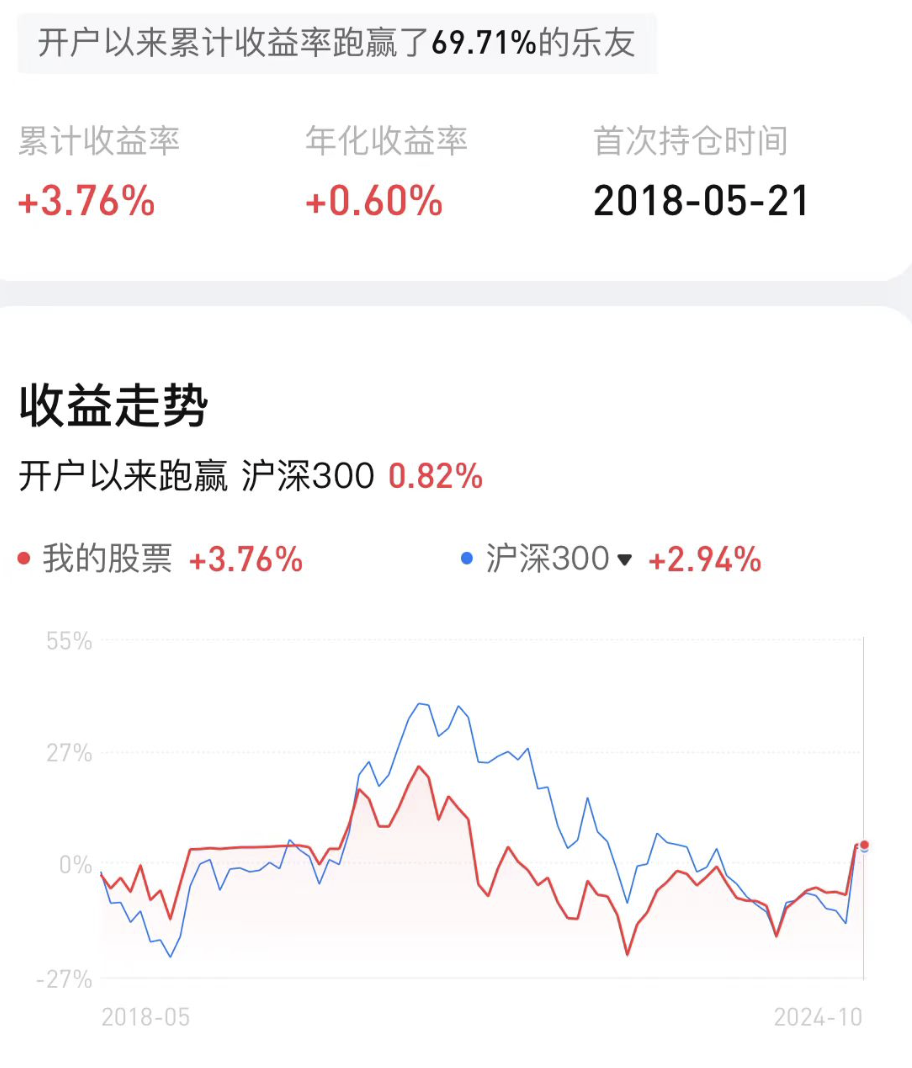 开户以来累计收益率跑赢了69.71%的乐友
累计收益率 年化收益率 首次持仓时间
+3.76% +0.60% 2018-05-21
收益走势
开户以来跑赢 沪深300 0.82%
我的股票 +3.76% 沪深300 +2.94%
55%
27%
0%
-27%
2018-05 2024-10